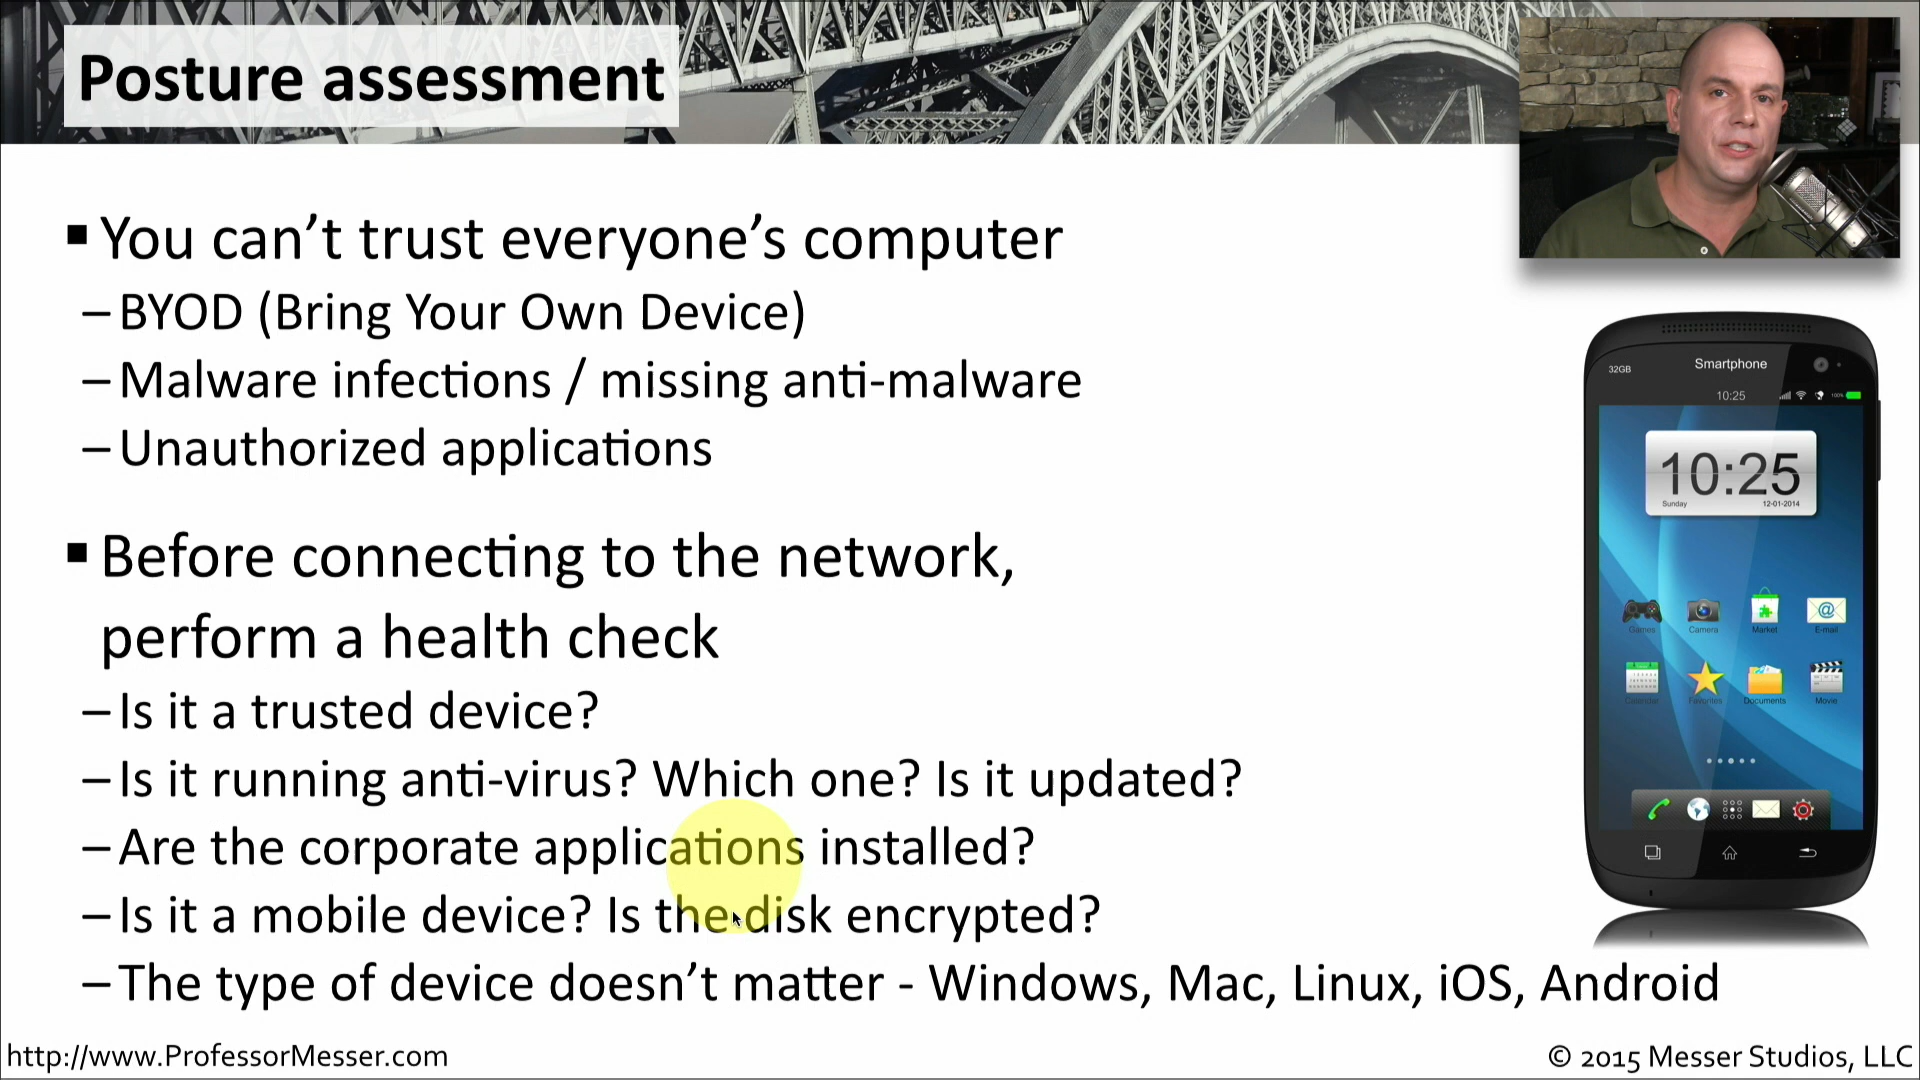 Posture assessment
▪ You can't trust everyone's computer
– BYOD (Bring Your Own Device)
– Malware infections / missing anti-malware
– Unauthorized applications
▪ Before connecting to the network,
perform a health check
– Is it a trusted device?
– Is it running anti-virus? Which one? Is it updated?
– Are the corporate applications installed?
– Is it a mobile device? Is the disk encrypted?
– The type of device doesn't matter - Windows, Mac, Linux, iOS, Android
32GB
Smartphone
10:25
100%
10:25
Sunday 12-01-2014
Games Camera Market E-mail
Calendar Favorites Documents Movie
http://www.ProfessorMesser.com
© 2015 Messer Studios, LLC